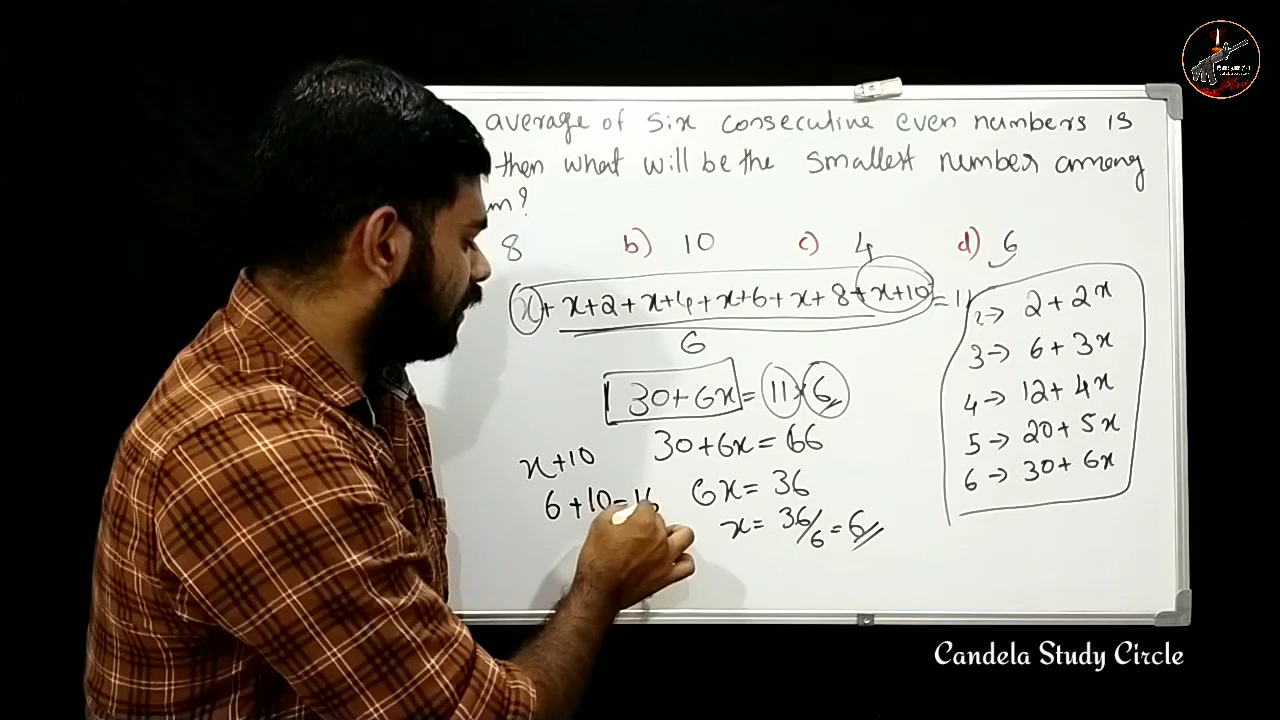 average of six consecutive even numbers is
then what will be the smallest number among
m?
8 b) 10 c) 4 d) 6
x + x+2 + x+4 + x+6 + x+8 + x+10 = 11
6
30+6x = 11 × 6
30+6x = 66
6x = 36
x = 36/6 = 6
x+10
6+10=16
2→ 2+2x
3→ 6+3x
4→ 12+4x
5→ 20+5x
6→ 30+6x
Candela Study Circle